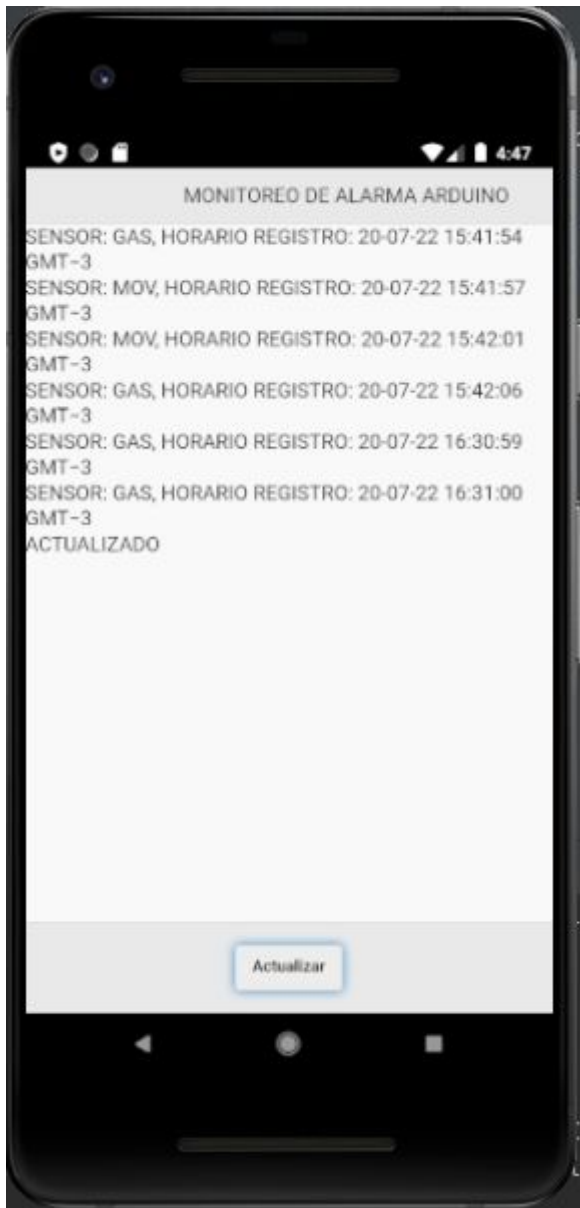 4:47
MONITOREO DE ALARMA ARDUINO
SENSOR: GAS, HORARIO REGISTRO: 20-07-22 15:41:54
GMT-3
SENSOR: MOV, HORARIO REGISTRO: 20-07-22 15:41:57
GMT-3
SENSOR: MOV, HORARIO REGISTRO: 20-07-22 15:42:01
GMT-3
SENSOR: GAS, HORARIO REGISTRO: 20-07-22 15:42:06
GMT-3
SENSOR: GAS, HORARIO REGISTRO: 20-07-22 16:30:59
GMT-3
SENSOR: GAS, HORARIO REGISTRO: 20-07-22 16:31:00
GMT-3
ACTUALIZADO
Actualizar